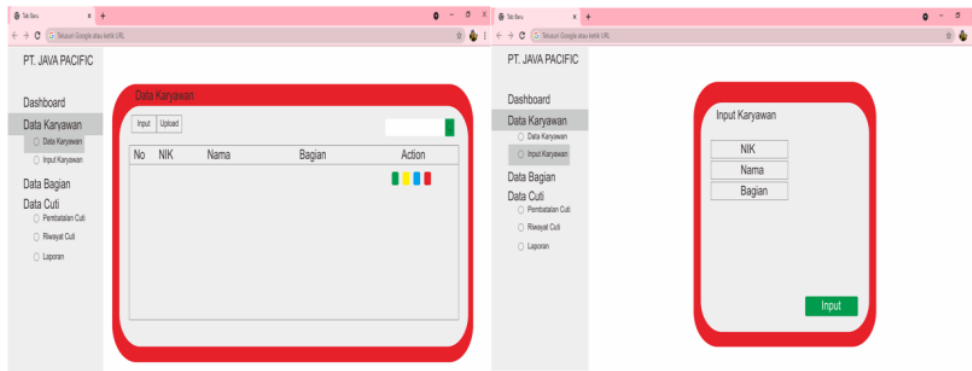 Tab Baru
Telusuri Google atau ketik URL
PT. JAVA PACIFIC
Dashboard
Data Karyawan
Data Karyawan
Input Karyawan
Data Bagian
Data Cuti
Pembatalan Cuti
Riwayat Cuti
Laporan
Data Karyawan
Input Upload
No NIK Nama Bagian Action
Tab Baru
Telusuri Google atau ketik URL
PT. JAVA PACIFIC
Dashboard
Data Karyawan
Data Karyawan
Input Karyawan
Data Bagian
Data Cuti
Pembatalan Cuti
Riwayat Cuti
Laporan
Input Karyawan
NIK
Nama
Bagian
Input